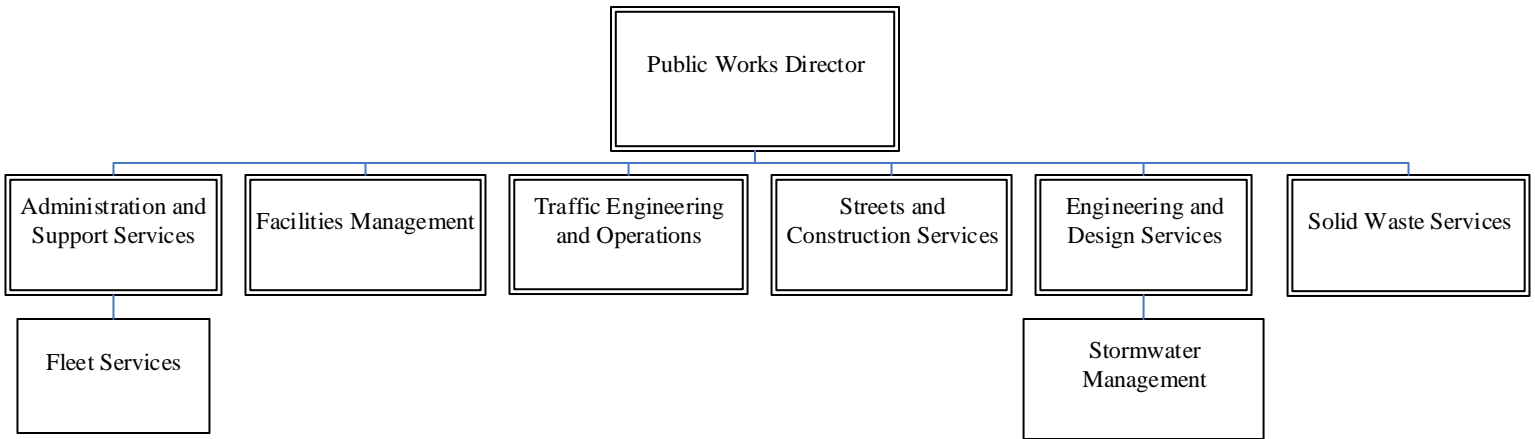 Public Works Director
Administration and
Support Services
Facilities Management
Traffic Engineering
and Operations
Streets and
Construction Services
Engineering and
Design Services
Solid Waste Services
Fleet Services
Stormwater
Management